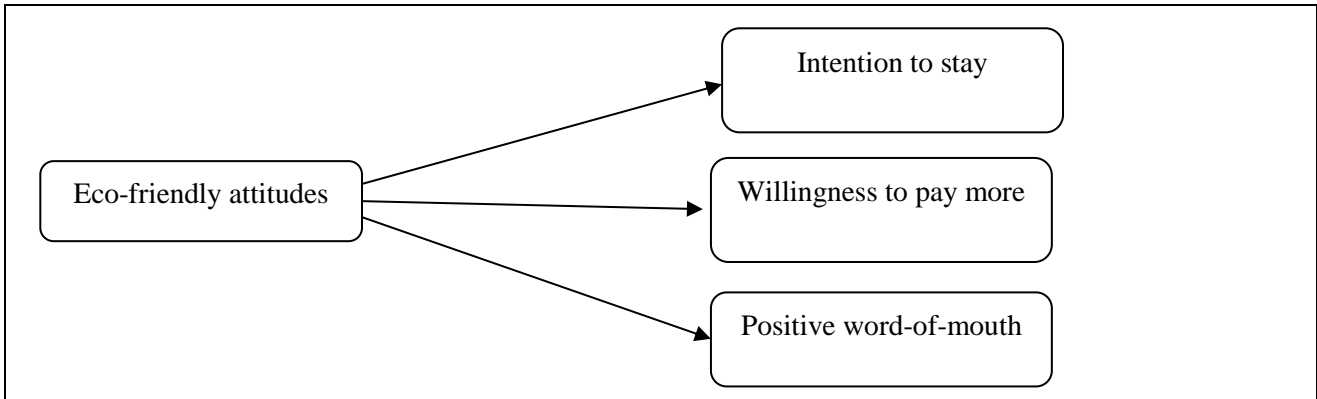 Intention to stay
Eco-friendly attitudes
Willingness to pay more
Positive word-of-mouth